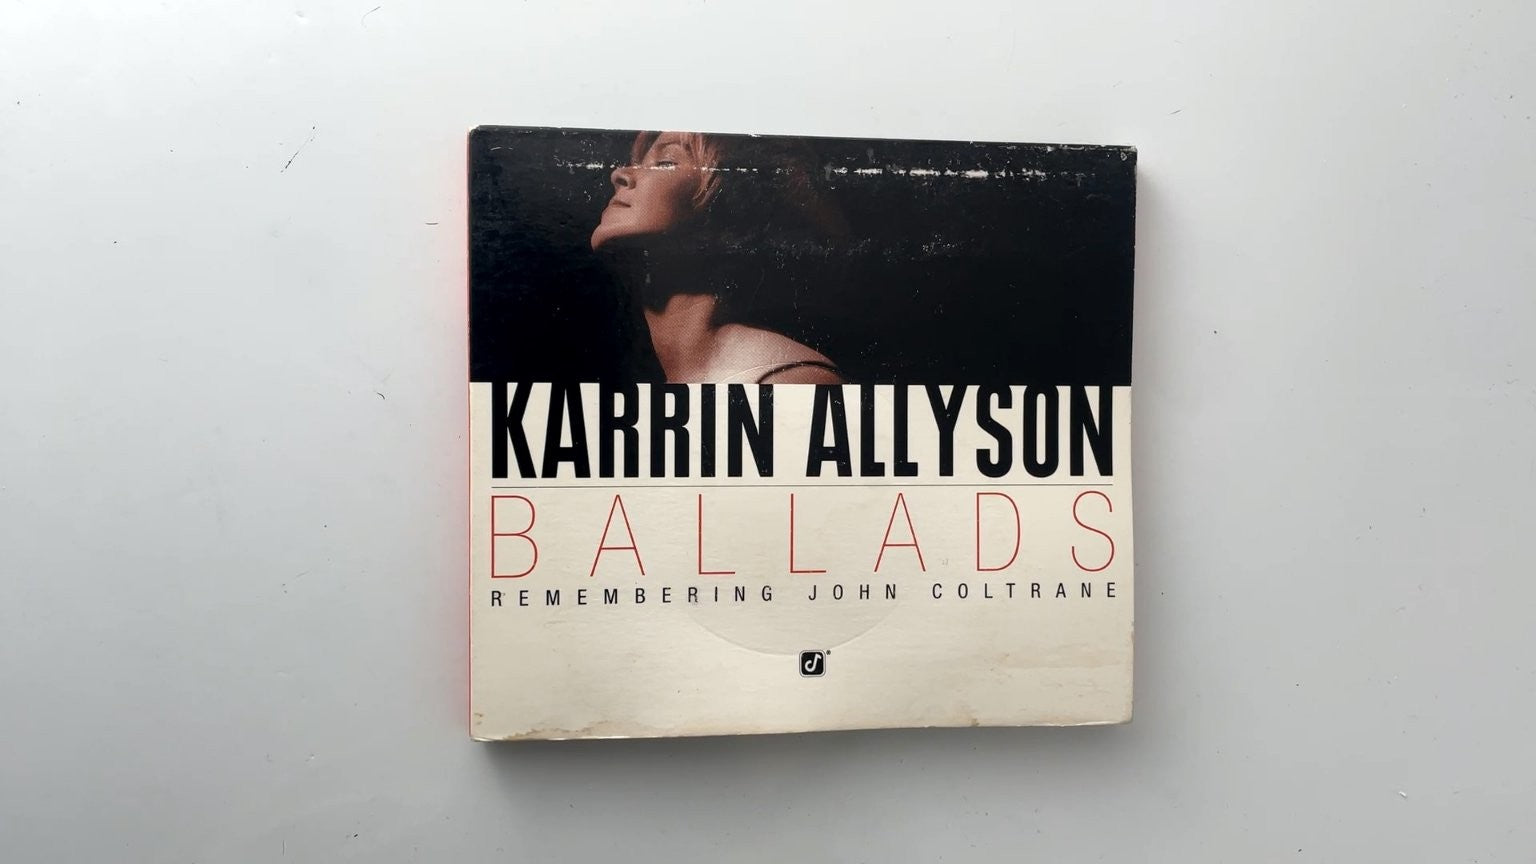 KARRIN ALLYSON
BALLADS
REMEMBERING JOHN COLTRANE